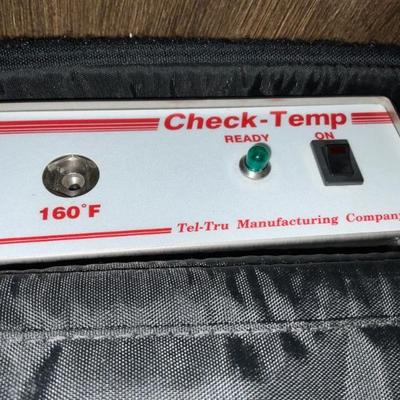 Check-Temp
READY ON
160°F
Tel-Tru Manufacturing Company